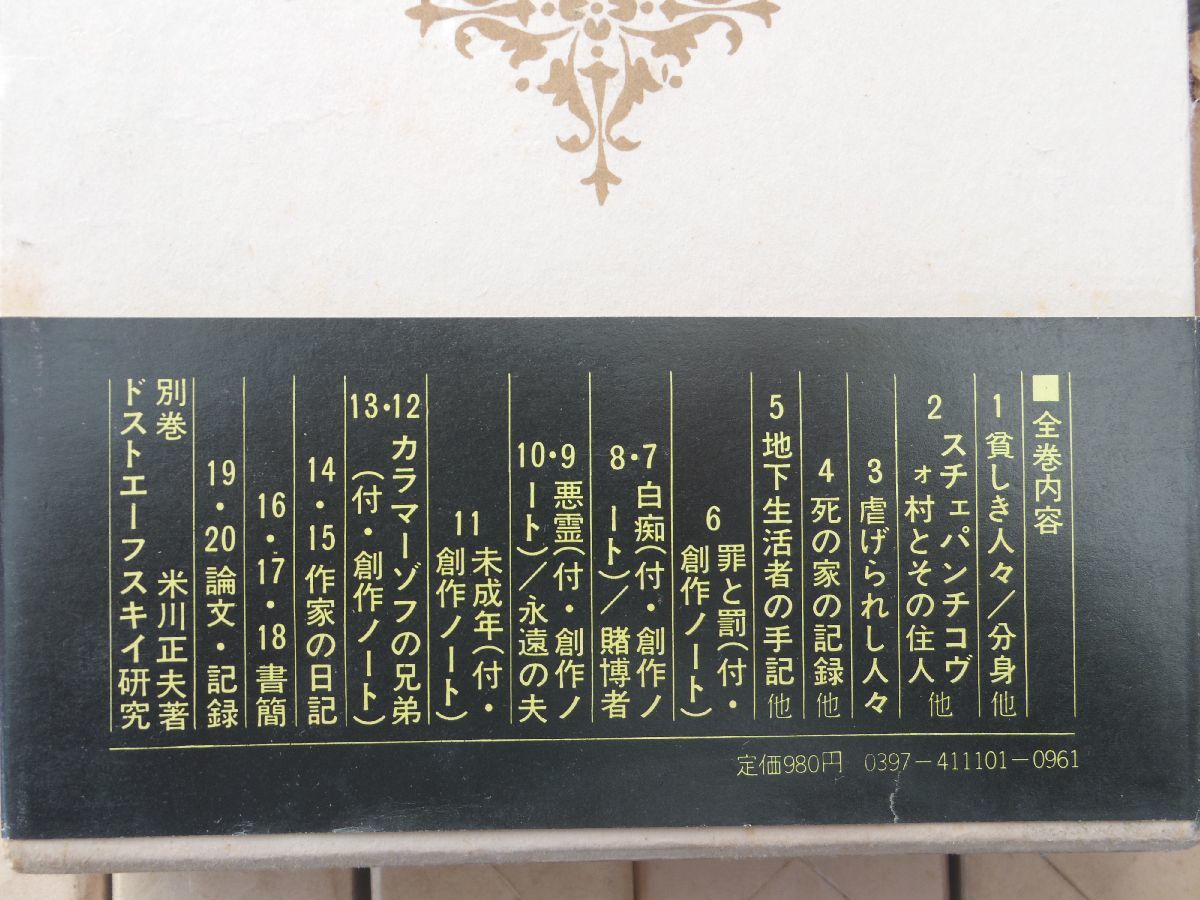 ■全巻内容
1 貧しき人々／分身 他
2 スチェパンチコヴ
ォ村とその住人 他
3 虐げられし人々
4 死の家の記録 他
5 地下生活者の手記 他
6 罪と罰(付・
創作ノート)
7・8 白痴(付・創作ノ
ート)／賭博者
9・10 悪霊(付・創作ノ
ート)／永遠の夫
11 未成年(付・
創作ノート)
12・13 カラマーゾフの兄弟
(付・創作ノート)
14・15 作家の日記
16・17・18 書簡
19・20 論文・記録
別巻 米川正夫著
ドストエーフスキイ研究
定価980円 0397-411101-0961